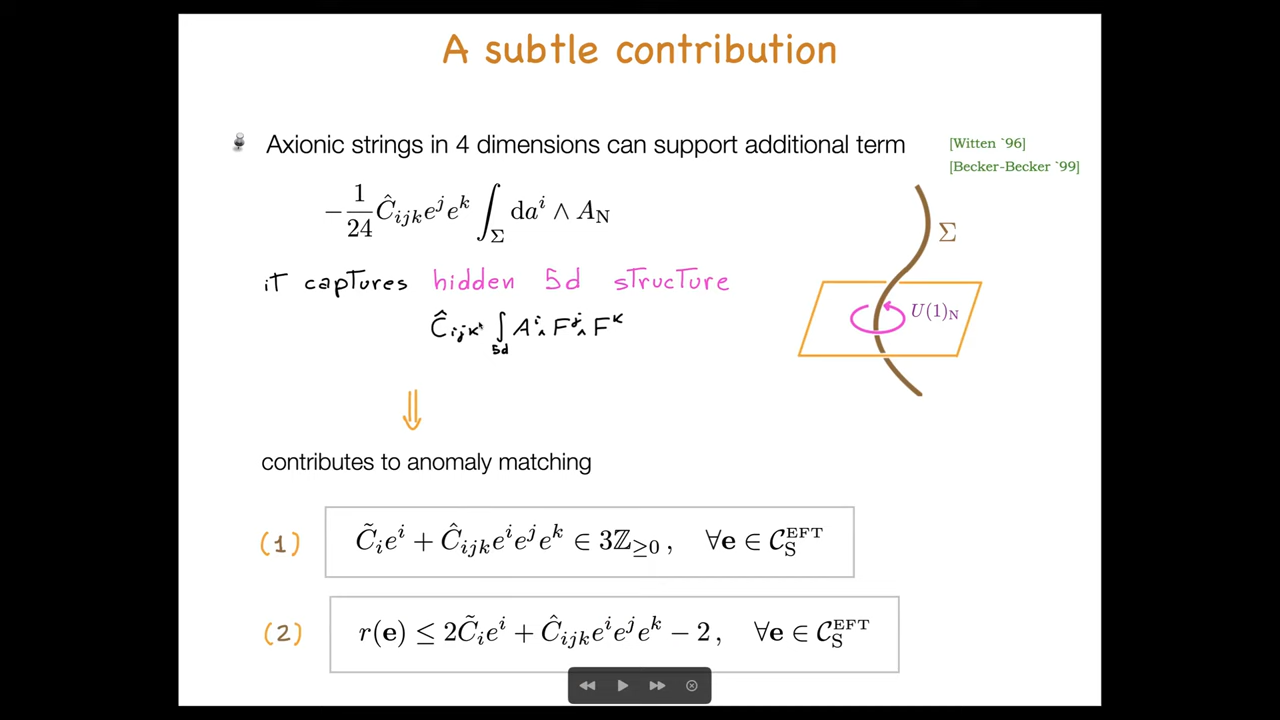 A subtle contribution
Axionic strings in 4 dimensions can support additional term
[Witten `96]
[Becker-Becker `99]
$-\frac{1}{24}\hat{C}_{ijk}e^{j}e^{k}\int_{\Sigma}\mathrm{d}a^{i}\wedge A_{\mathrm{N}}$
Σ
it captures hidden 5d structure
$U(1)_{\mathrm{N}}$
$\hat{C}_{ijk}\int_{5d}A^{i}\wedge F^{j}\wedge F^{k}$
⇓
contributes to anomaly matching
(1) $\tilde{C}_{i}e^{i}+\hat{C}_{ijk}e^{i}e^{j}e^{k}\in 3\mathbb{Z}_{\geq 0}\,,\quad \forall \mathbf{e}\in\mathcal{C}_{\mathrm{S}}^{\mathrm{EFT}}$
(2) $r(\mathbf{e})\leq 2\tilde{C}_{i}e^{i}+\hat{C}_{ijk}e^{i}e^{j}e^{k}-2\,,\quad \forall \mathbf{e}\in\mathcal{C}_{\mathrm{S}}^{\mathrm{EFT}}$